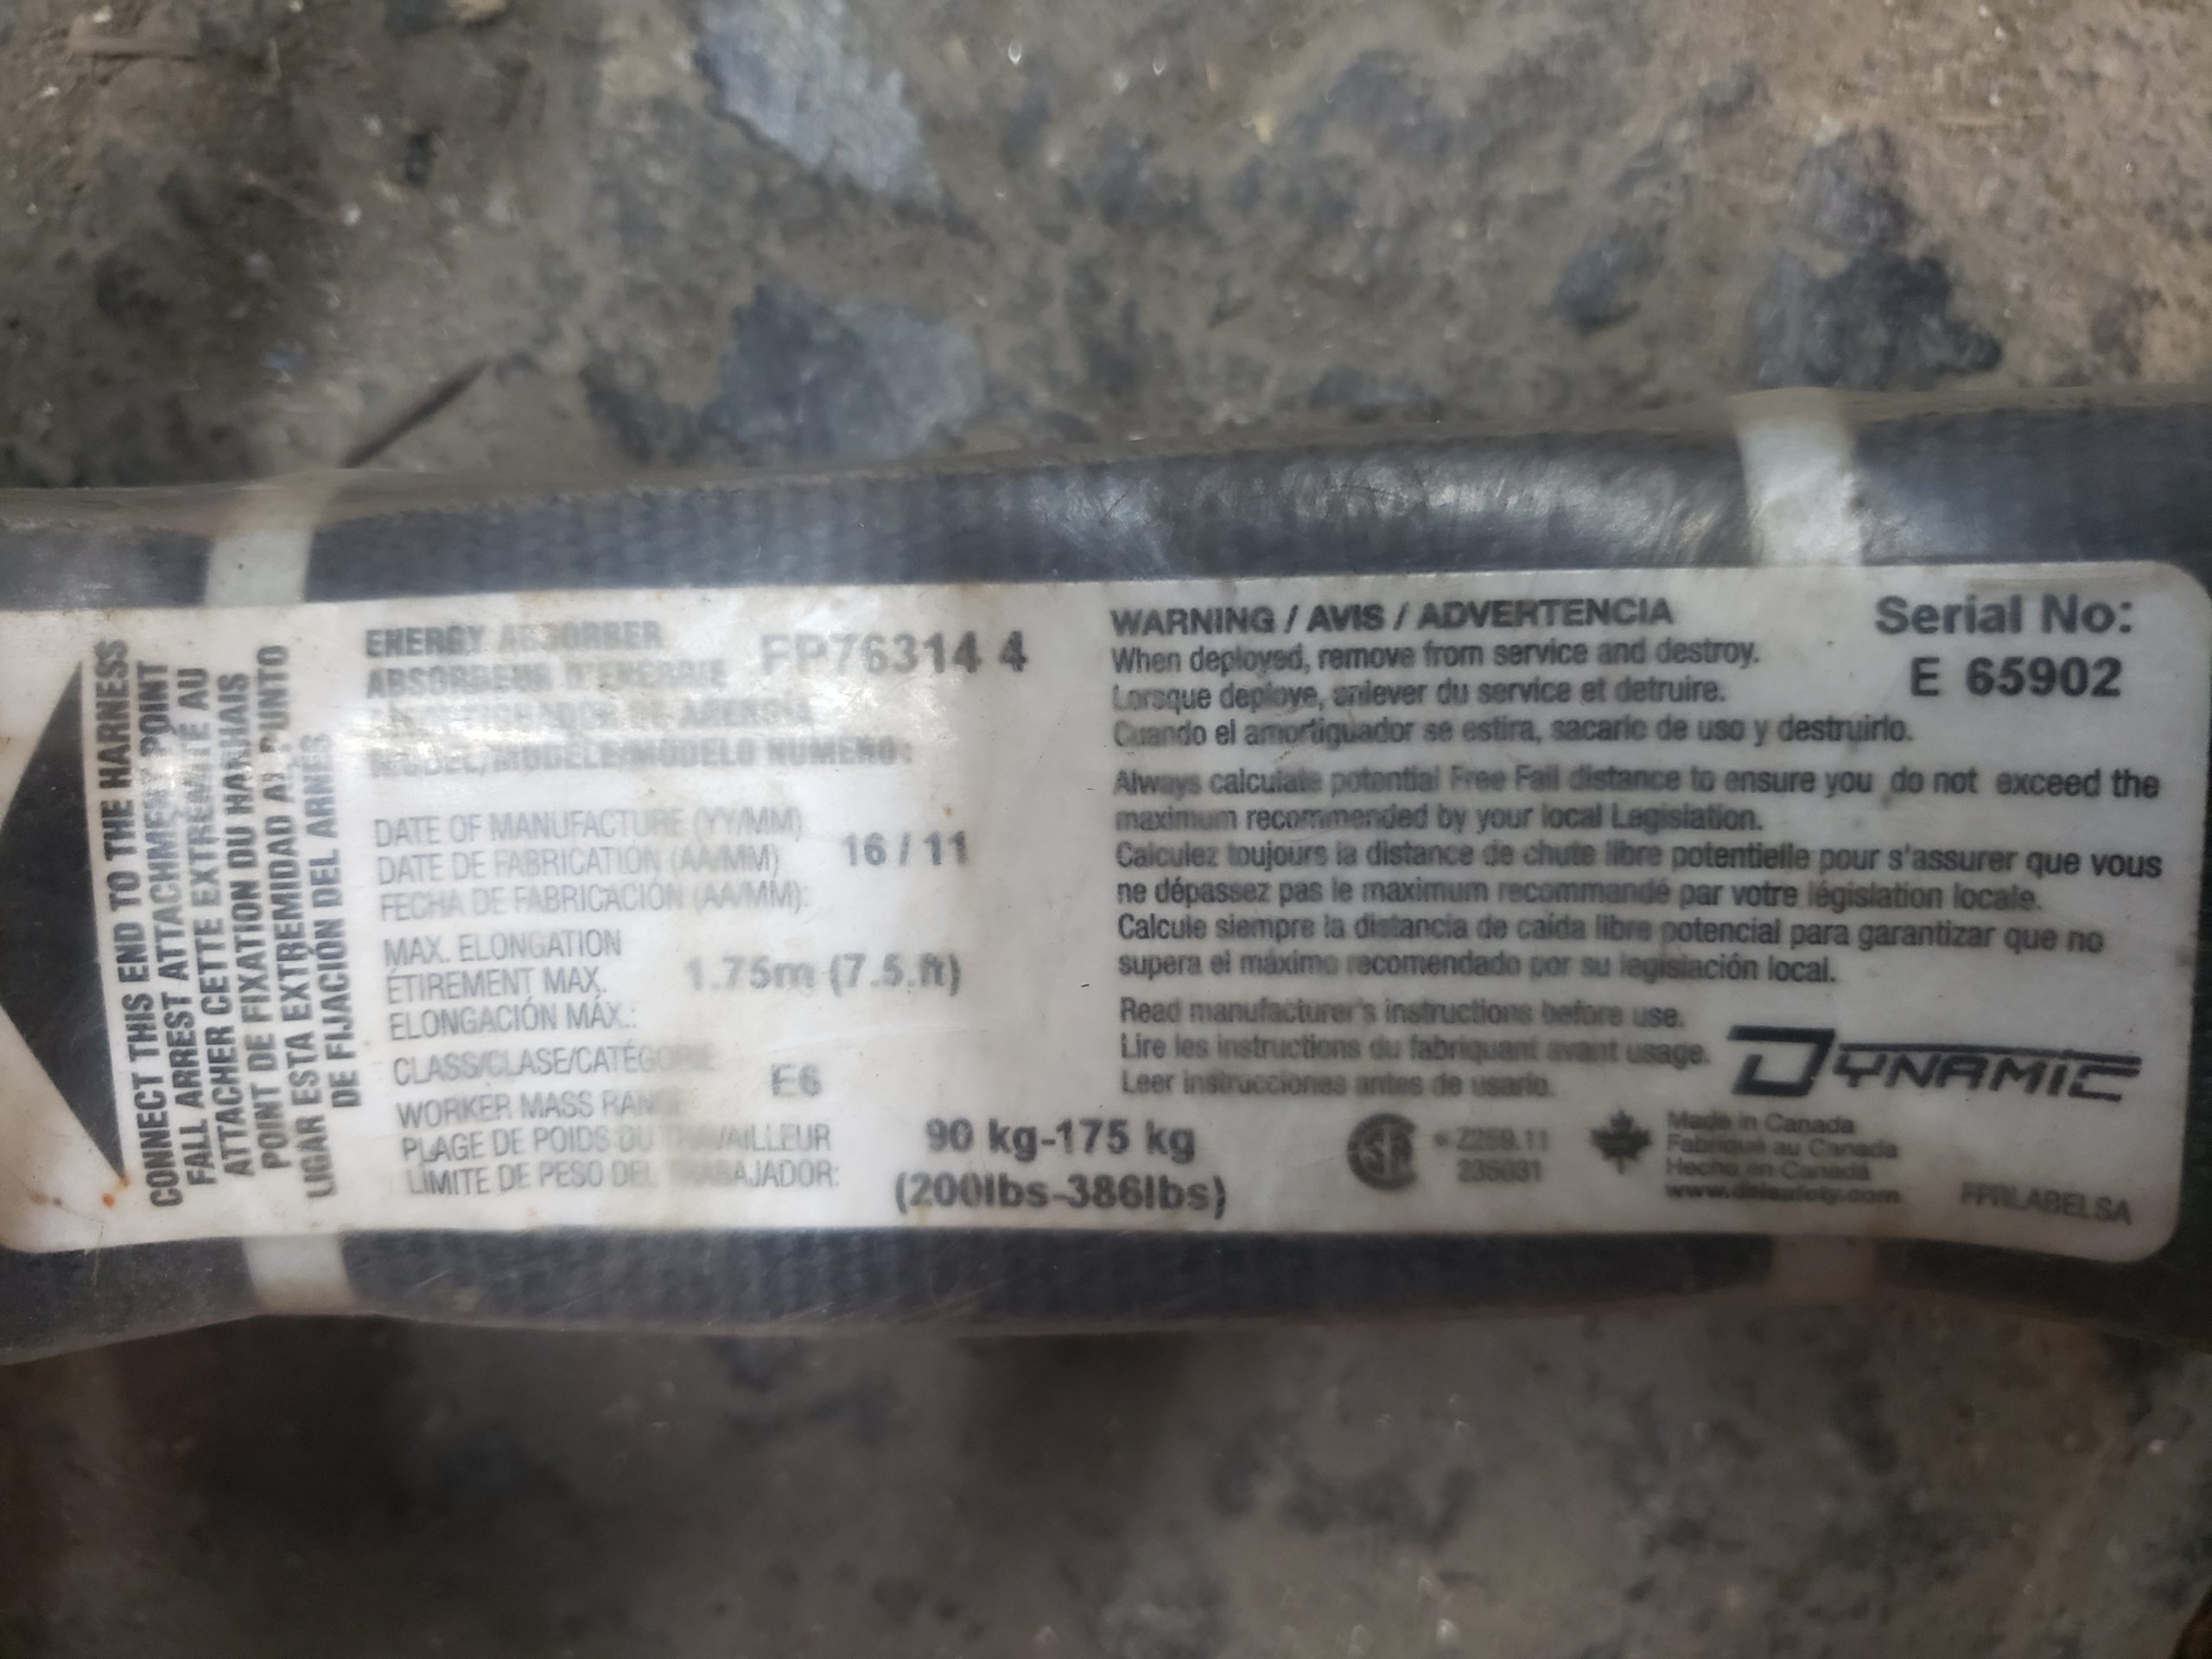 CONNECT THIS END TO THE HARNESS
FALL ARREST ATTACHMENT POINT
ATTACHER CETTE EXTREMITÉ AU
POINT DE FIXATION DU HARNAIS
LIGAR ESTA EXTREMIDAD AL PUNTO
DE FIJACIÓN DEL ARNÉS
ENERGY ABSORBER
ABSORBEUR D'ENERGIE
FP76314 4
MODEL/MODÈLE/MODELO NUMERO:
DATE OF MANUFACTURE (YY/MM)
DATE DE FABRICATION (AA/MM)
FECHA DE FABRICACIÓN (AA/MM):
16 / 11
MAX. ELONGATION
ÉTIREMENT MAX.
ELONGACIÓN MÁX.:
1.75m (7.5.ft)
CLASS/CLASE/CATÉGORIE
E6
WORKER MASS RANGE
PLAGE DE POIDS DU TRAVAILLEUR
LÍMITE DE PESO DEL TRABAJADOR:
90 kg-175 kg
(200lbs-386lbs)
WARNING / AVIS / ADVERTENCIA
When deployed, remove from service and destroy.
Lorsque deploye, enlever du service et detruire.
Cuando el amortiguador se estira, sacarlo de uso y destruirlo.
Always calculate potential Free Fall distance to ensure you do not exceed the
maximum recommended by your local Legislation.
Calculez toujours la distance de chute libre potentielle pour s'assurer que vous
ne dépassez pas le maximum recommandé par votre législation locale.
Calcule siempre la distancia de caída libre potencial para garantizar que no
supera el máximo recomendado por su legislación local.
Read manufacturer's instructions before use.
Lire les instructions du fabriquant avant usage.
Leer instrucciones antes de usarlo.
Serial No:
E 65902
DYNAMIC
Z259.11
235031
Made in Canada
Fabriqué au Canada
Hecho en Canadá
www.dsisafety.com
FPRLABELSA